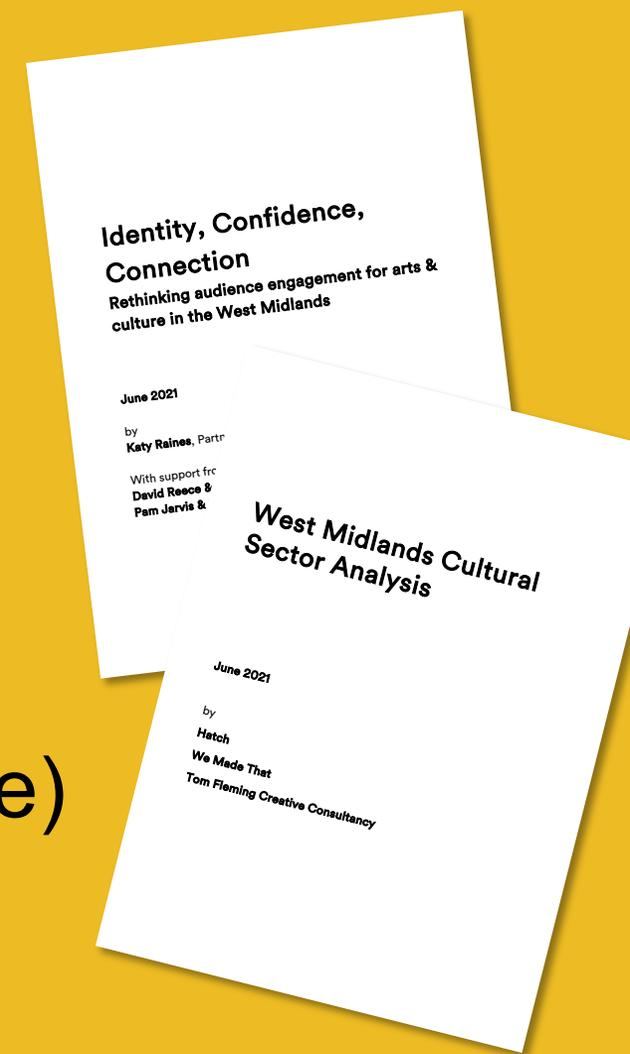 Identity, Confidence,
Connection
Rethinking audience engagement for arts &
culture in the West Midlands
June 2021
by
Katy Raines,
With support
David Reece &
Pam Jarvis &
West Midlands Cultural
Sector Analysis
June 2021
by
Hatch
We Made That
Tom Fleming Creative Consultancy
e)